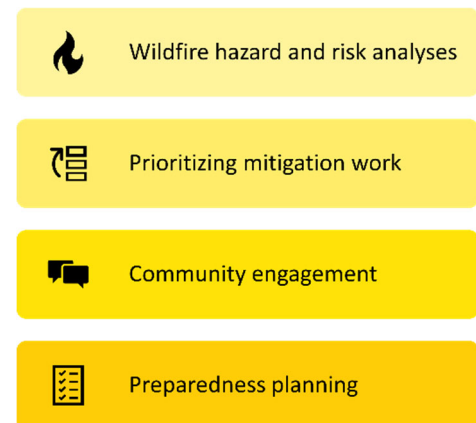 Wildfire hazard and risk analyses
Prioritizing mitigation work
Community engagement
Preparedness planning